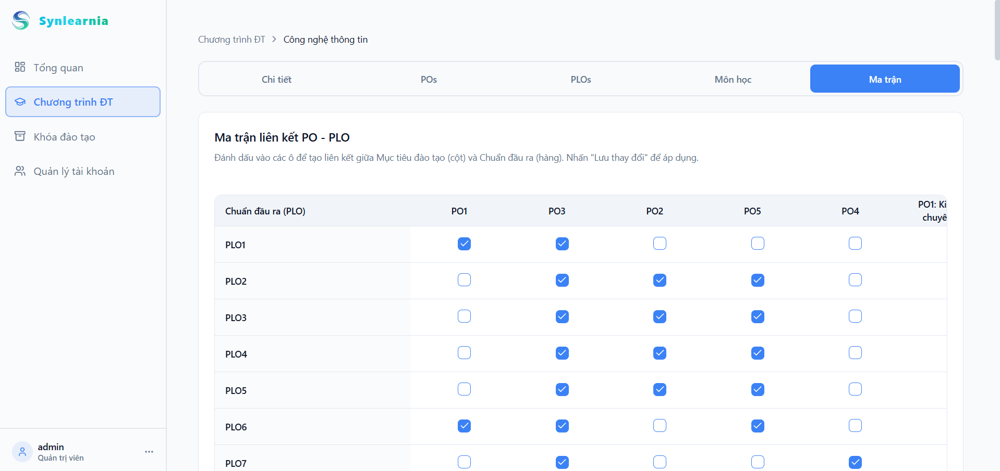 Synlearnia
Tổng quan
Chương trình ĐT
Khóa đào tạo
Quản lý tài khoản
admin
Quản trị viên
Chương trình ĐT > Công nghệ thông tin
Chi tiết POs PLOs Môn học Ma trận
Ma trận liên kết PO - PLO
Đánh dấu vào các ô để tạo liên kết giữa Mục tiêu đào tạo (cột) và Chuẩn đầu ra (hàng). Nhấn "Lưu thay đổi" để áp dụng.
Chuẩn đầu ra (PLO) PO1 PO3 PO2 PO5 PO4 PO1: Ki
chuyê
PLO1
PLO2
PLO3
PLO4
PLO5
PLO6
PLO7